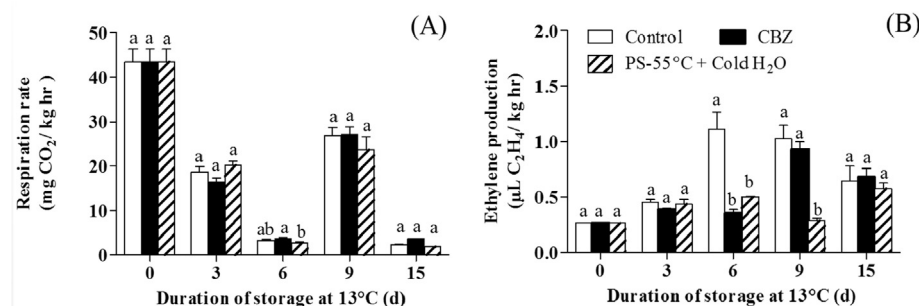 (A)
Respiration rate
(mg CO₂/ kg hr)
50
40
30
20
10
0
a a a
a a a
ab a b
a a a
a a a
0 3 6 9 15
Duration of storage at 13°C (d)
(B)
Control CBZ
PS-55°C + Cold H₂O
Ethylene production
(µL C₂H₄/ kg hr)
2.0
1.5
1.0
0.5
0.0
a a a
a a a
a b b
a a b
a a a
0 3 6 9 15
Duration of storage at 13°C (d)